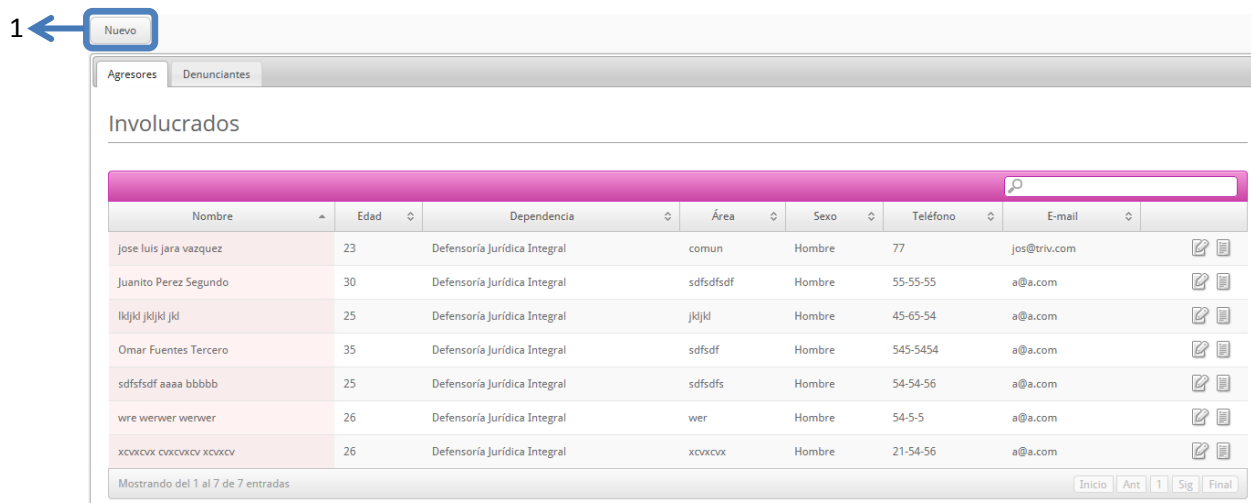 1
Nuevo
Agresores Denunciantes
Involucrados
Nombre Edad Dependencia Área Sexo Teléfono E-mail
jose luis jara vazquez 23 Defensoría Jurídica Integral comun Hombre 77 jos@triv.com
Juanito Perez Segundo 30 Defensoría Jurídica Integral sdfsdfsdf Hombre 55-55-55 a@a.com
lkljkl jkljkl jkl 25 Defensoría Jurídica Integral jkljkl Hombre 45-65-54 a@a.com
Omar Fuentes Tercero 35 Defensoría Jurídica Integral sdfsdf Hombre 545-5454 a@a.com
sdfsfsdf aaaa bbbbb 25 Defensoría Jurídica Integral sdfsdfs Hombre 54-54-56 a@a.com
wre werwer werwer 26 Defensoría Jurídica Integral wer Hombre 54-5-5 a@a.com
xcvxcvx cvxcvxcv xcvxcv 26 Defensoría Jurídica Integral xcvxcvx Hombre 21-54-56 a@a.com
Mostrando del 1 al 7 de 7 entradas Inicio Ant 1 Sig Final